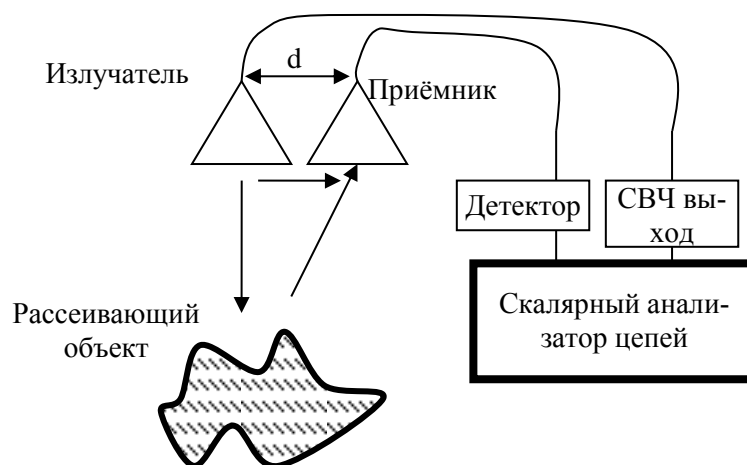 Излучатель
d
Приёмник
Детектор
СВЧ вы-
ход
Скалярный анали-
затор цепей
Рассеивающий
объект